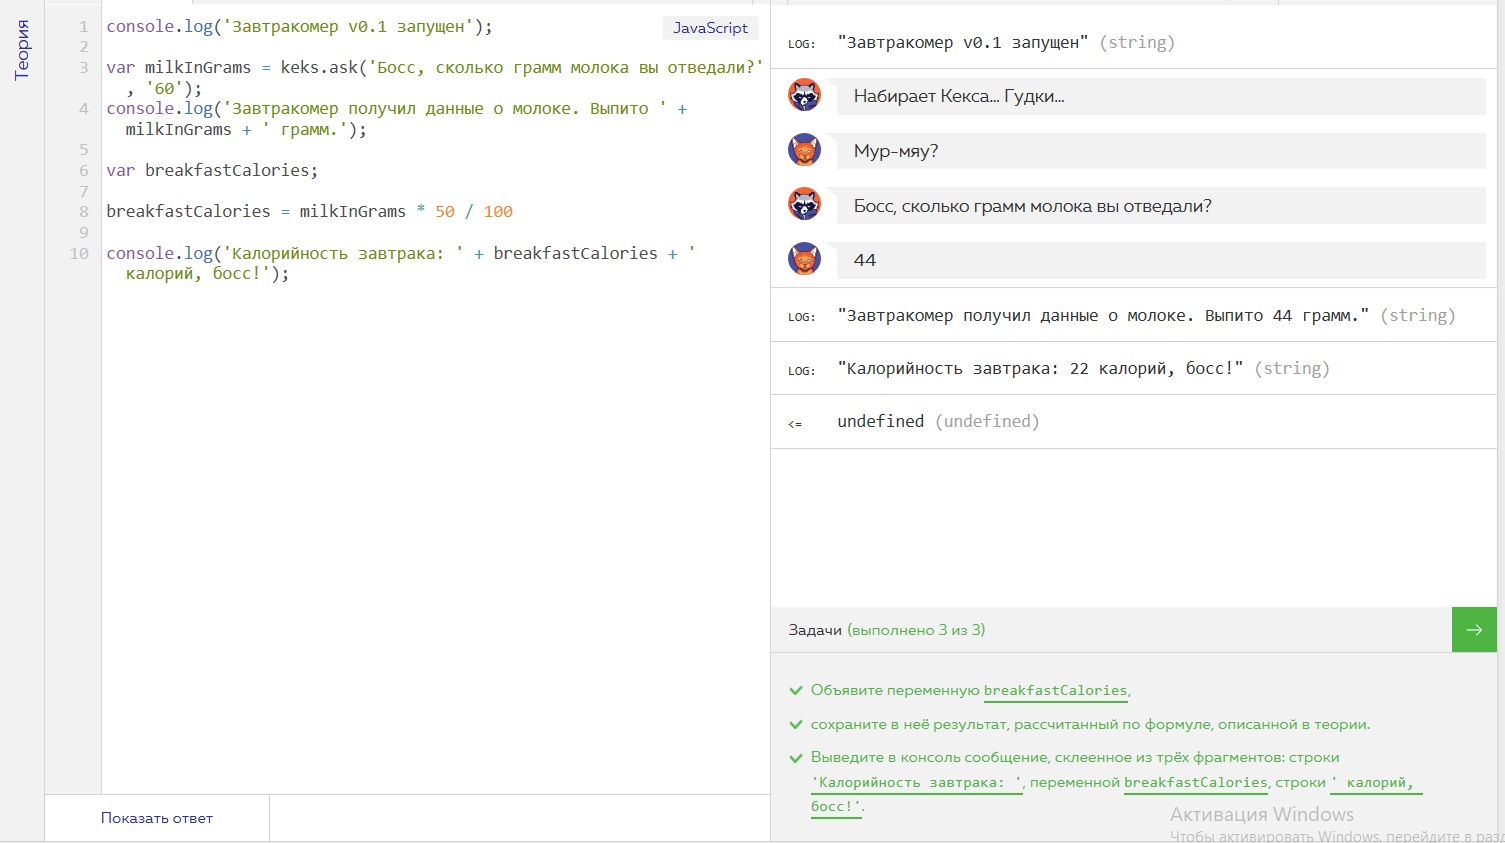 Теория
1 console.log('Завтракомер v0.1 запущен');
JavaScript
2
3 var milkInGrams = keks.ask('Босс, сколько грамм молока вы отведали?'
, '60');
4 console.log('Завтракомер получил данные о молоке. Выпито ' +
milkInGrams + ' грамм.');
5
6 var breakfastCalories;
7
8 breakfastCalories = milkInGrams * 50 / 100
9
10 console.log('Калорийность завтрака: ' + breakfastCalories + '
калорий, босс!');
Показать ответ
LOG: "Завтракомер v0.1 запущен" (string)
Набирает Кекса... Гудки...
Мур-мяу?
Босс, сколько грамм молока вы отведали?
44
LOG: "Завтракомер получил данные о молоке. Выпито 44 грамм." (string)
LOG: "Калорийность завтрака: 22 калорий, босс!" (string)
<= undefined (undefined)
Задачи (выполнено 3 из 3)
Объявите переменную breakfastCalories,
сохраните в неё результат, рассчитанный по формуле, описанной в теории.
Выведите в консоль сообщение, склеенное из трёх фрагментов: строки
'Калорийность завтрака: ', переменной breakfastCalories, строки ' калорий,
босс!'.
Активация Windows
Чтобы активировать Windows, перейдите в разд